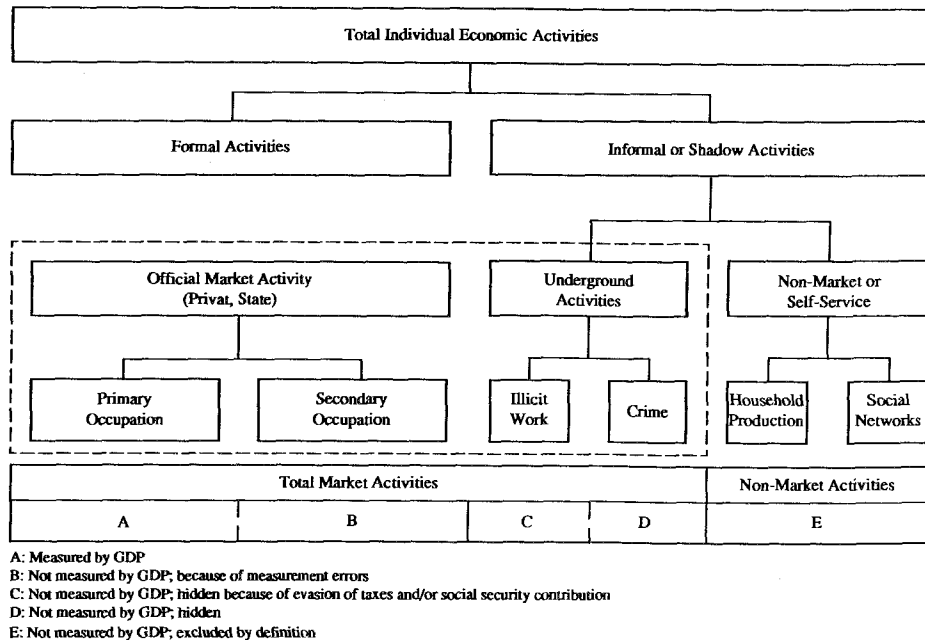 Total Individual Economic Activities
Formal Activities
Informal or Shadow Activities
Official Market Activity
(Privat, State)
Underground
Activities
Non-Market or
Self-Service
Primary
Occupation
Secondary
Occupation
Illicit
Work
Crime
Household
Production
Social
Networks
Total Market Activities
Non-Market Activities
A
B
C
D
E
A: Measured by GDP
B: Not measured by GDP; because of measurement errors
C: Not measured by GDP; hidden because of evasion of taxes and/or social security contribution
D: Not measured by GDP; hidden
E: Not measured by GDP; excluded by definition